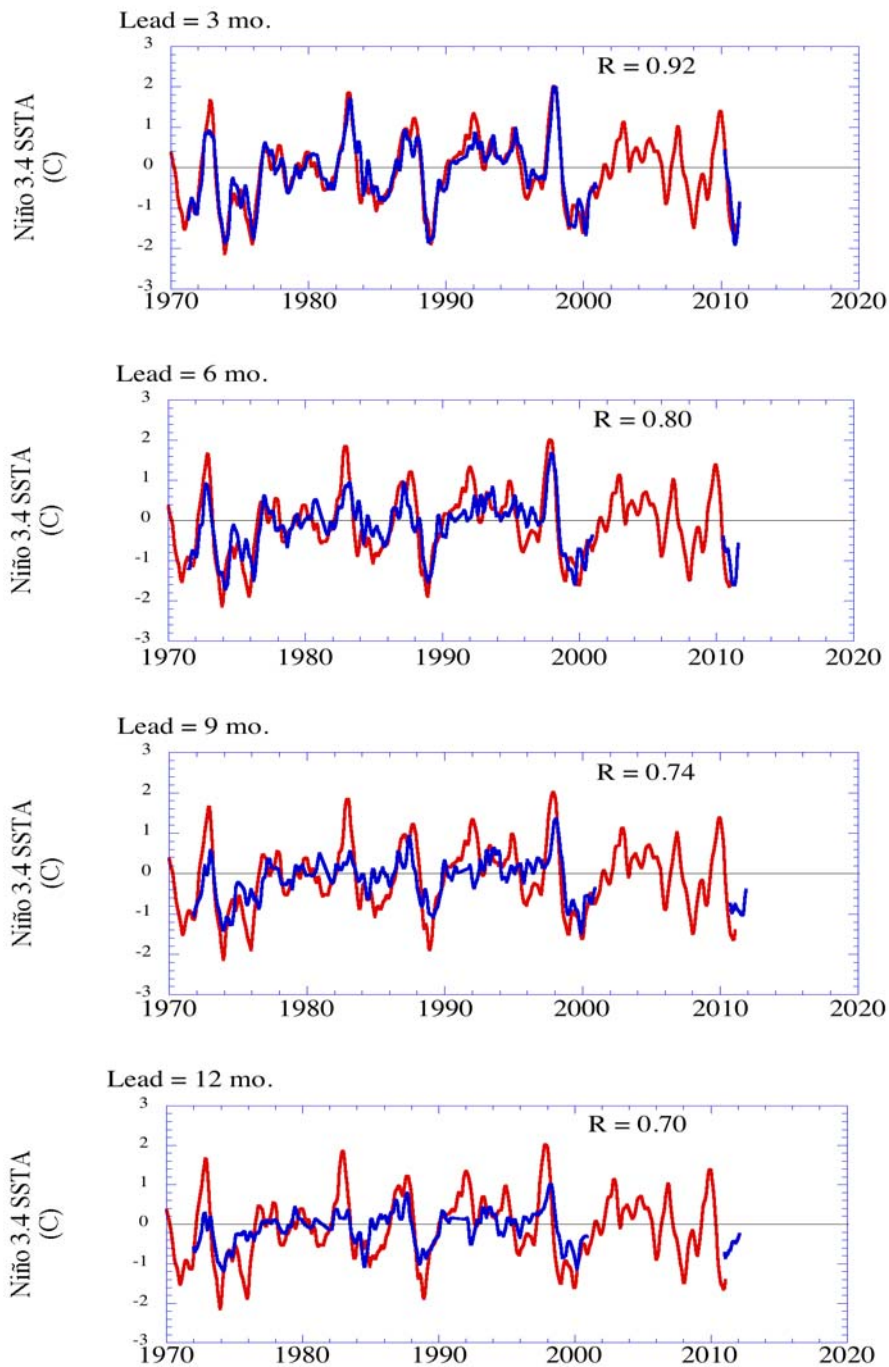 Lead = 3 mo.
R = 0.92
Niño 3.4 SSTA
(C)
3
2
1
0
-1
-2
-3
1970 1980 1990 2000 2010 2020
Lead = 6 mo.
R = 0.80
Niño 3.4 SSTA
(C)
3
2
1
0
-1
-2
-3
1970 1980 1990 2000 2010 2020
Lead = 9 mo.
R = 0.74
Niño 3.4 SSTA
(C)
3
2
1
0
-1
-2
-3
1970 1980 1990 2000 2010 2020
Lead = 12 mo.
R = 0.70
Niño 3.4 SSTA
(C)
3
2
1
0
-1
-2
-3
1970 1980 1990 2000 2010 2020